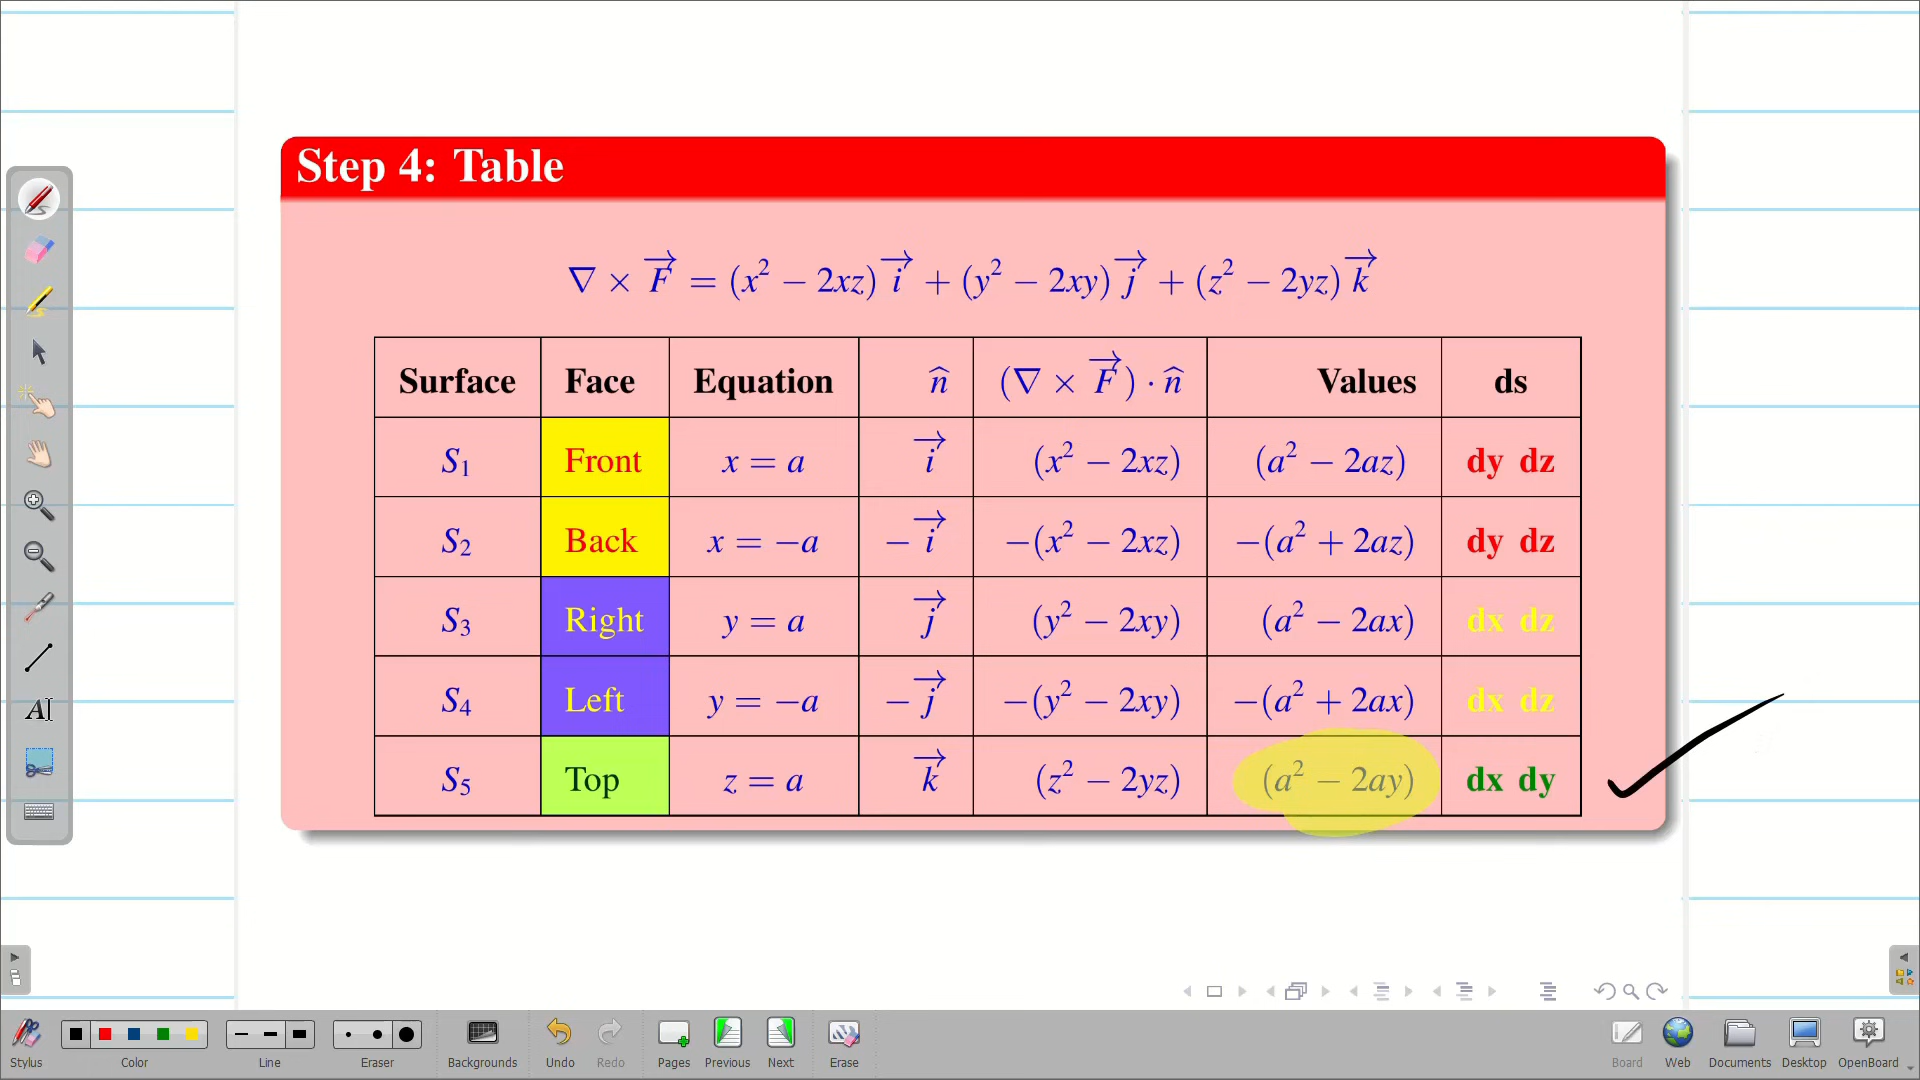 Step 4: Table
∇ × F⃗ = (x² − 2xz) i⃗ + (y² − 2xy) j⃗ + (z² − 2yz) k⃗
Surface Face Equation n̂ (∇ × F⃗) · n̂ Values ds
S₁ Front x = a i⃗ (x² − 2xz) (a² − 2az) dy dz
S₂ Back x = −a − i⃗ −(x² − 2xz) −(a² + 2az) dy dz
S₃ Right y = a j⃗ (y² − 2xy) (a² − 2ax) dx dz
S₄ Left y = −a − j⃗ −(y² − 2xy) −(a² + 2ax) dx dz
S₅ Top z = a k⃗ (z² − 2yz) (a² − 2ay) dx dy
AI
Stylus Color Line Eraser Backgrounds Undo Redo Pages Previous Next Erase Board Web Documents Desktop OpenBoard